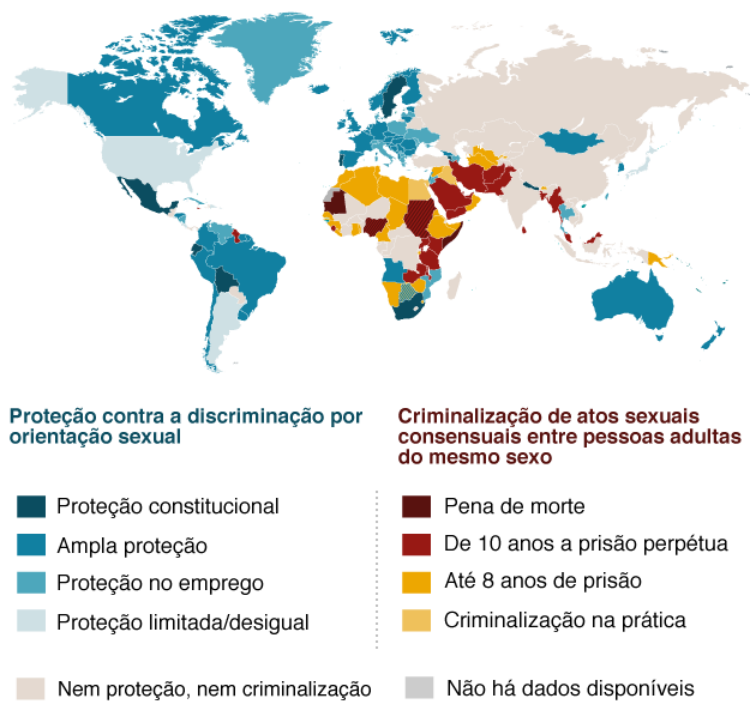 Proteção contra a discriminação por
orientação sexual
Proteção constitucional
Ampla proteção
Proteção no emprego
Proteção limitada/desigual
Nem proteção, nem criminalização
Criminalização de atos sexuais
consensuais entre pessoas adultas
do mesmo sexo
Pena de morte
De 10 anos a prisão perpétua
Até 8 anos de prisão
Criminalização na prática
Não há dados disponíveis